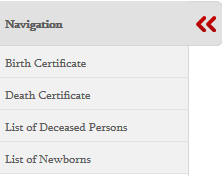 Navigation
Birth Certificate
Death Certificate
List of Deceased Persons
List of Newborns